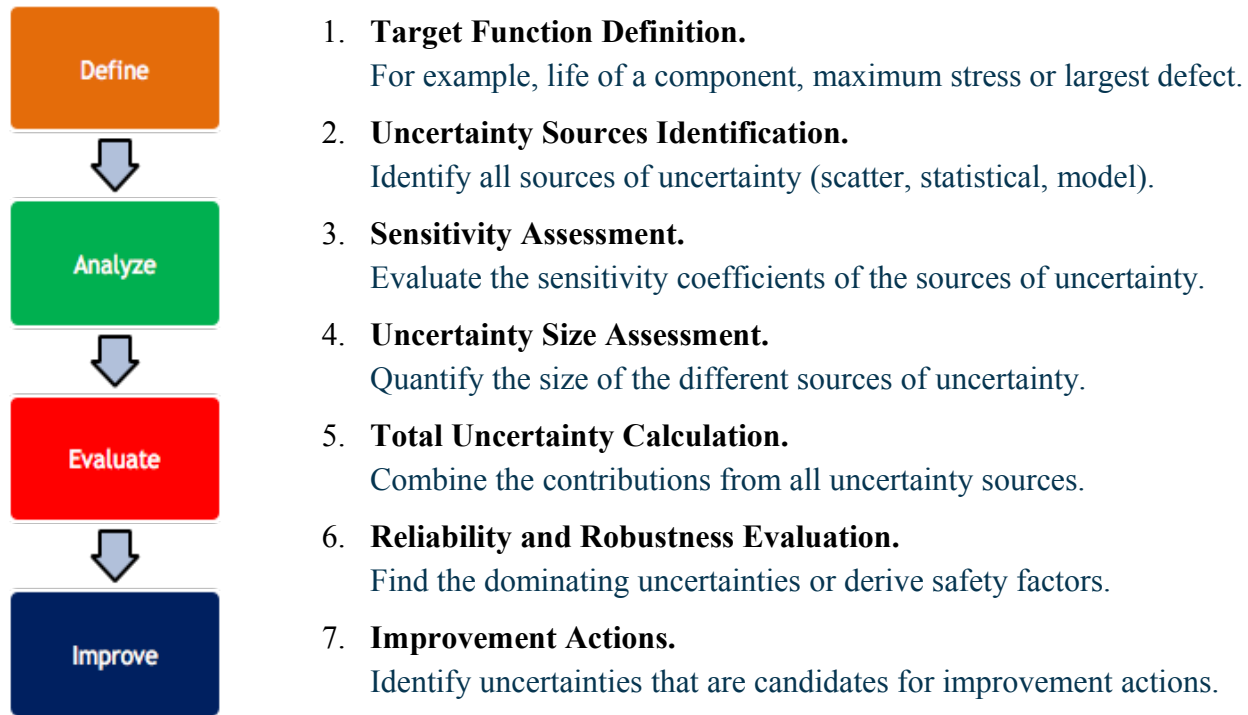 Define
Analyze
Evaluate
Improve
1. Target Function Definition.
For example, life of a component, maximum stress or largest defect.
2. Uncertainty Sources Identification.
Identify all sources of uncertainty (scatter, statistical, model).
3. Sensitivity Assessment.
Evaluate the sensitivity coefficients of the sources of uncertainty.
4. Uncertainty Size Assessment.
Quantify the size of the different sources of uncertainty.
5. Total Uncertainty Calculation.
Combine the contributions from all uncertainty sources.
6. Reliability and Robustness Evaluation.
Find the dominating uncertainties or derive safety factors.
7. Improvement Actions.
Identify uncertainties that are candidates for improvement actions.